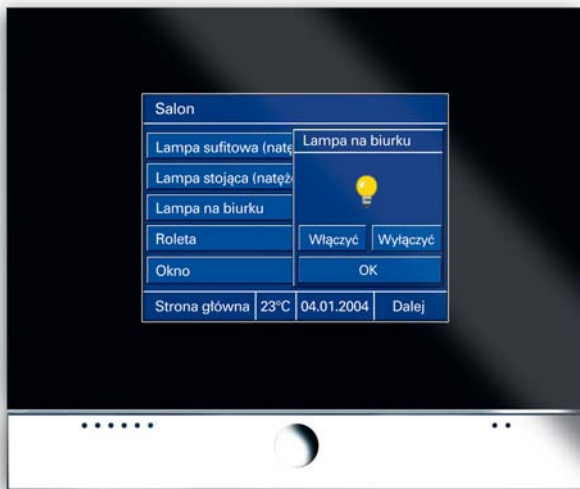 Salon
Lampa sufitowa (natę
Lampa stojąca (natęż
Lampa na biurku
Roleta
Okno
Lampa na biurku
Włączyć Wyłączyć
OK
Strona główna 23°C 04.01.2004 Dalej